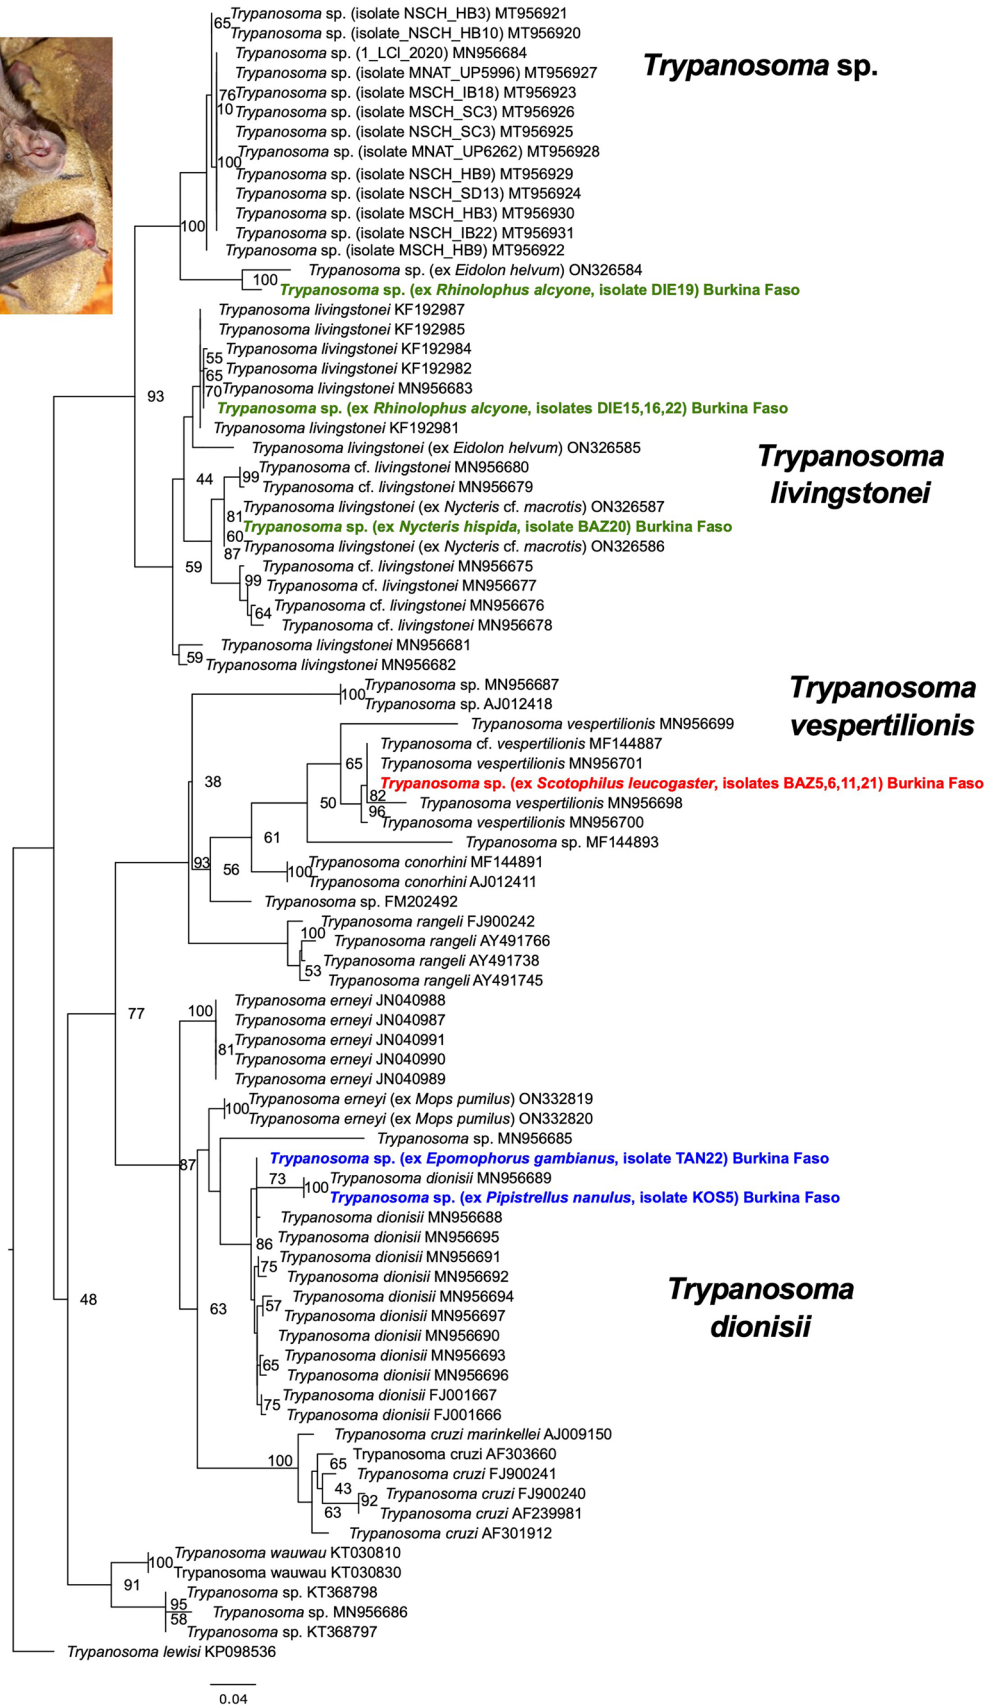 Trypanosoma sp. (isolate NSCH_HB3) MT956921
65
Trypanosoma sp. (isolate_NSCH_HB10) MT956920
Trypanosoma sp. (1_LCI_2020) MN956684
Trypanosoma sp.
Trypanosoma sp. (isolate MNAT_UP5996) MT956927
76
Trypanosoma sp. (isolate MSCH_IB18) MT956923
10
Trypanosoma sp. (isolate MSCH_SC3) MT956926
Trypanosoma sp. (isolate NSCH_SC3) MT956925
Trypanosoma sp. (isolate MNAT_UP6262) MT956928
100
Trypanosoma sp. (isolate NSCH_HB9) MT956929
Trypanosoma sp. (isolate NSCH_SD13) MT956924
Trypanosoma sp. (isolate MSCH_HB3) MT956930
100
Trypanosoma sp. (isolate NSCH_IB22) MT956931
Trypanosoma sp. (isolate MSCH_HB9) MT956922
Trypanosoma sp. (ex Eidolon helvum) ON326584
100
Trypanosoma sp. (ex Rhinolophus alcyone, isolate DIE19) Burkina Faso
Trypanosoma livingstonei KF192987
Trypanosoma livingstonei KF192985
Trypanosoma livingstonei KF192984
55
Trypanosoma livingstonei KF192982
65
Trypanosoma livingstonei MN956683
70
93
Trypanosoma sp. (ex Rhinolophus alcyone, isolates DIE15,16,22) Burkina Faso
Trypanosoma livingstonei KF192981
Trypanosoma livingstonei (ex Eidolon helvum) ON326585
Trypanosoma
livingstonei
Trypanosoma cf. livingstonei MN956680
44
99
Trypanosoma cf. livingstonei MN956679
Trypanosoma livingstonei (ex Nycteris cf. macrotis) ON326587
81
Trypanosoma sp. (ex Nycteris hispida, isolate BAZ20) Burkina Faso
60
Trypanosoma livingstonei (ex Nycteris cf. macrotis) ON326586
87
59
Trypanosoma cf. livingstonei MN956675
99
Trypanosoma cf. livingstonei MN956677
Trypanosoma cf. livingstonei MN956676
64
Trypanosoma cf. livingstonei MN956678
Trypanosoma livingstonei MN956681
59
Trypanosoma livingstonei MN956682
Trypanosoma sp. MN956687
100
Trypanosoma sp. AJ012418
Trypanosoma
vespertilionis
Trypanosoma vespertilionis MN956699
Trypanosoma cf. vespertilionis MF144887
65
Trypanosoma vespertilionis MN956701
38
Trypanosoma sp. (ex Scotophilus leucogaster, isolates BAZ5,6,11,21) Burkina Faso
82
50
Trypanosoma vespertilionis MN956698
96
Trypanosoma vespertilionis MN956700
61
Trypanosoma sp. MF144893
93
56
Trypanosoma conorhini MF144891
100
Trypanosoma conorhini AJ012411
Trypanosoma sp. FM202492
Trypanosoma rangeli FJ900242
100
Trypanosoma rangeli AY491766
Trypanosoma rangeli AY491738
53
Trypanosoma rangeli AY491745
77
Trypanosoma erneyi JN040988
100
Trypanosoma erneyi JN040987
Trypanosoma erneyi JN040991
81
Trypanosoma erneyi JN040990
Trypanosoma erneyi JN040989
Trypanosoma erneyi (ex Mops pumilus) ON332819
100
Trypanosoma erneyi (ex Mops pumilus) ON332820
Trypanosoma sp. MN956685
87
Trypanosoma sp. (ex Epomophorus gambianus, isolate TAN22) Burkina Faso
73
Trypanosoma dionisii MN956689
100
Trypanosoma sp. (ex Pipistrellus nanulus, isolate KOS5) Burkina Faso
Trypanosoma dionisii MN956688
Trypanosoma dionisii MN956695
86
Trypanosoma dionisii MN956691
75
Trypanosoma dionisii MN956692
48
63
Trypanosoma dionisii MN956694
57
Trypanosoma dionisii MN956697
Trypanosoma
dionisii
Trypanosoma dionisii MN956690
Trypanosoma dionisii MN956693
65
Trypanosoma dionisii MN956696
Trypanosoma dionisii FJ001667
75
Trypanosoma dionisii FJ001666
Trypanosoma cruzi marinkellei AJ009150
100
Trypanosoma cruzi AF303660
65
Trypanosoma cruzi FJ900241
43
Trypanosoma cruzi FJ900240
92
63
Trypanosoma cruzi AF239981
Trypanosoma cruzi AF301912
Trypanosoma wauwau KT030810
100
Trypanosoma wauwau KT030830
91
Trypanosoma sp. KT368798
95
Trypanosoma sp. MN956686
58
Trypanosoma sp. KT368797
Trypanosoma lewisi KP098536
0.04